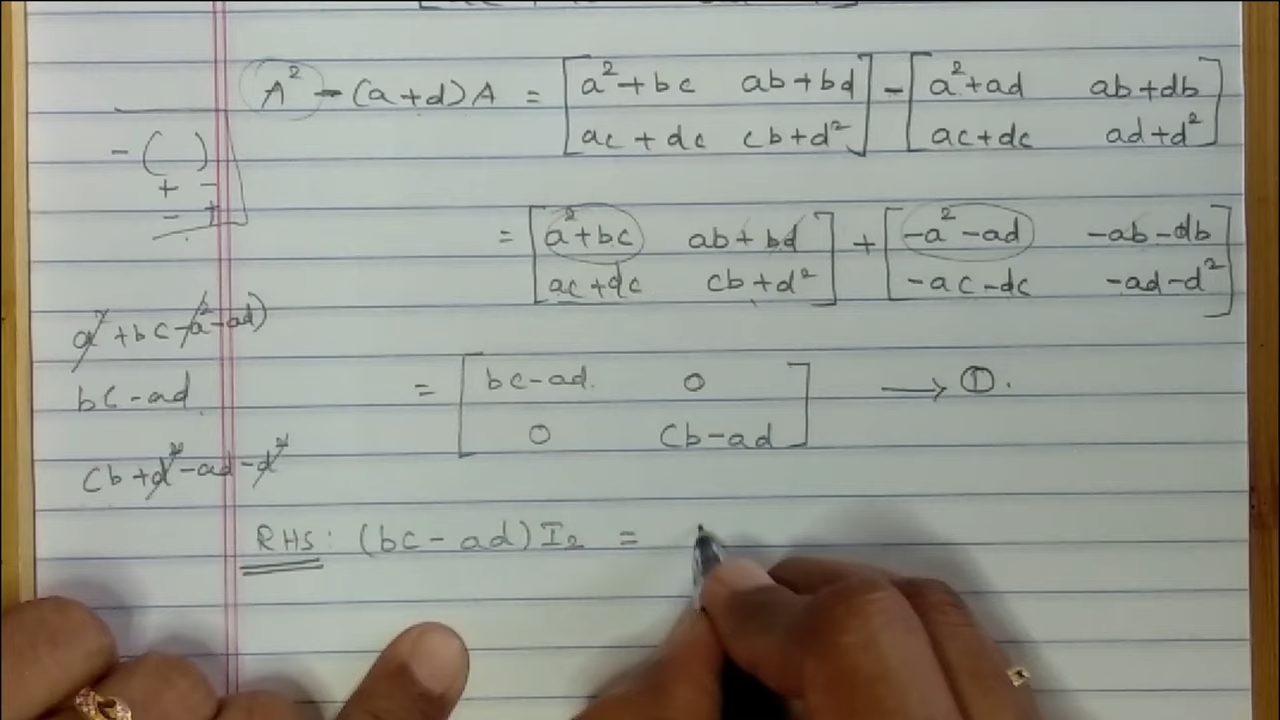 A² - (a+d)A = [a²+bc ab+bd] - [a²+ad ab+db]
[ac+dc cb+d²] [ac+dc ad+d²]
- ( )
+ -
- +
= [a²+bc ab+bd] + [-a²-ad -ab-db]
[ac+dc cb+d²] [-ac-dc -ad-d²]
a² + bc - a² - ad)
bc-ad. = [bc-ad. 0] → ①.
[0 cb-ad]
cb+d²-ad-d²
RHS: (bc-ad)I₂ =